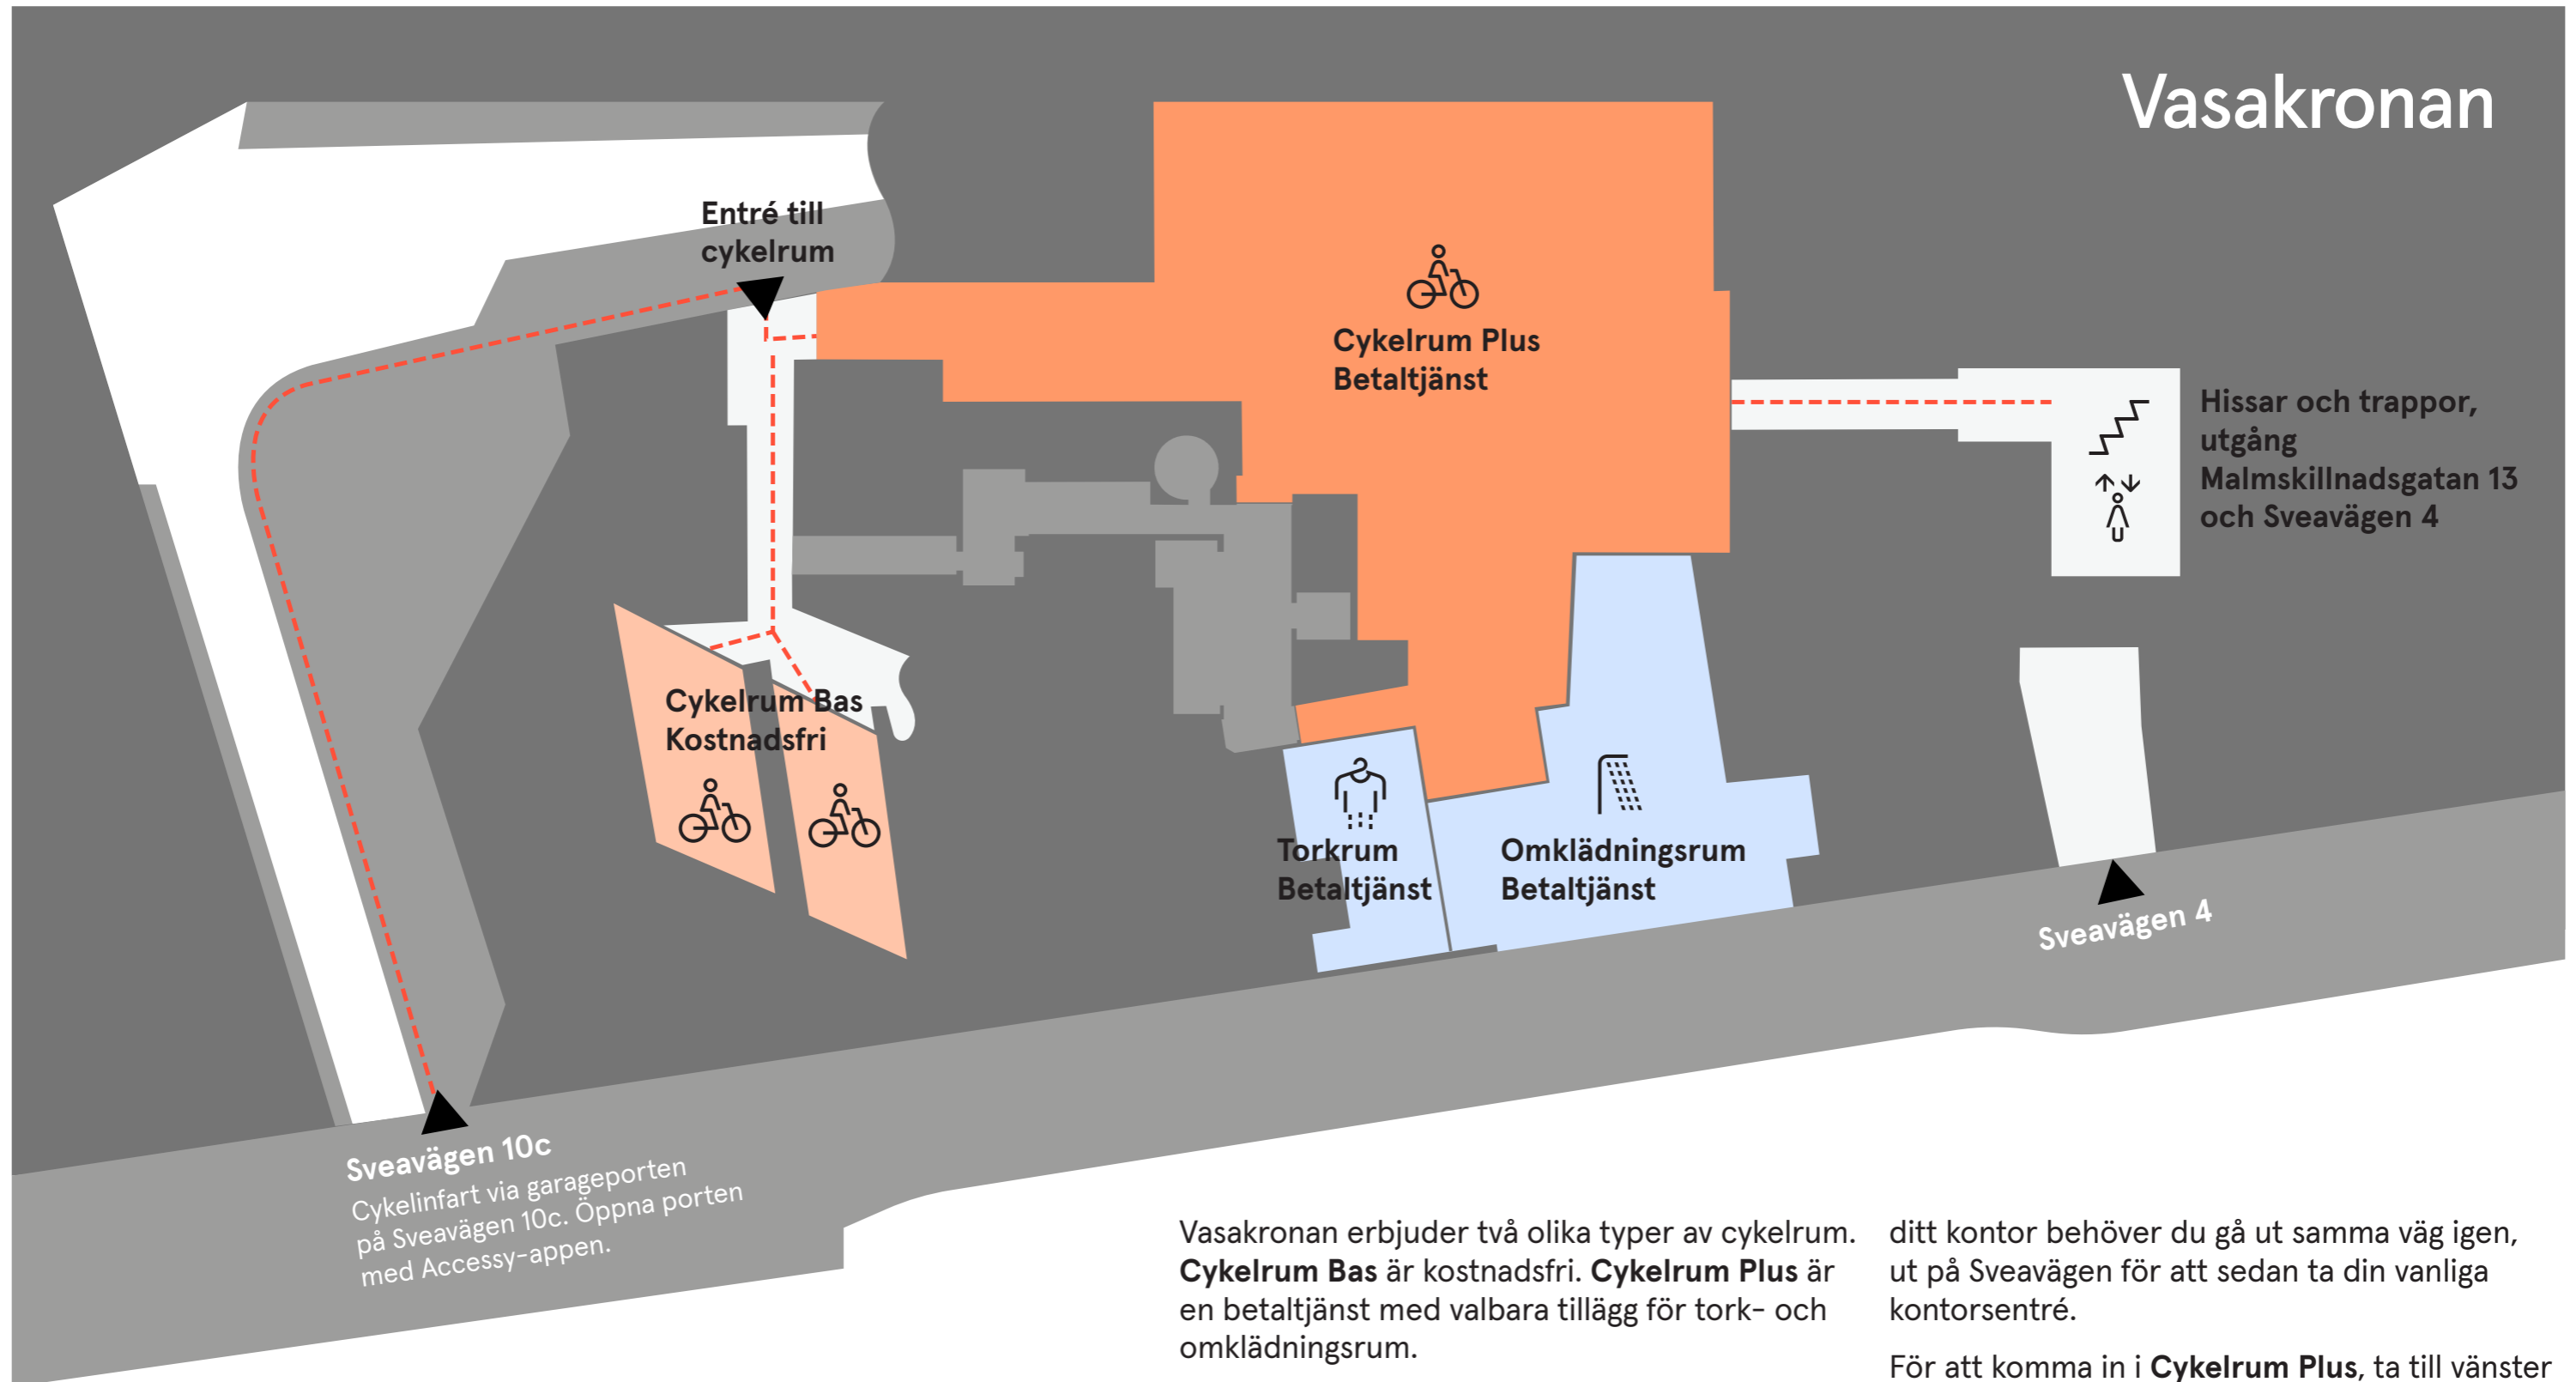 Vasakronan
Entré till
cykelrum
Cykelrum Plus
Betaltjänst
Hissar och trappor,
utgång
Malmskillnadsgatan 13
och Sveavägen 4
Cykelrum Bas
Kostnadsfri
Torkrum
Betaltjänst
Omklädningsrum
Betaltjänst
Sveavägen 4
Sveavägen 10c
Cykelinfart via garageporten
på Sveavägen 10c. Öppna porten
med Accessy-appen.
Vasakronan erbjuder två olika typer av cykelrum.
Cykelrum Bas är kostnadsfri. Cykelrum Plus är
en betaltjänst med valbara tillägg för tork- och
omklädningsrum.
ditt kontor behöver du gå ut samma väg igen,
ut på Sveavägen för att sedan ta din vanliga
kontorsentré.
För att komma in i Cykelrum Plus, ta till vänster